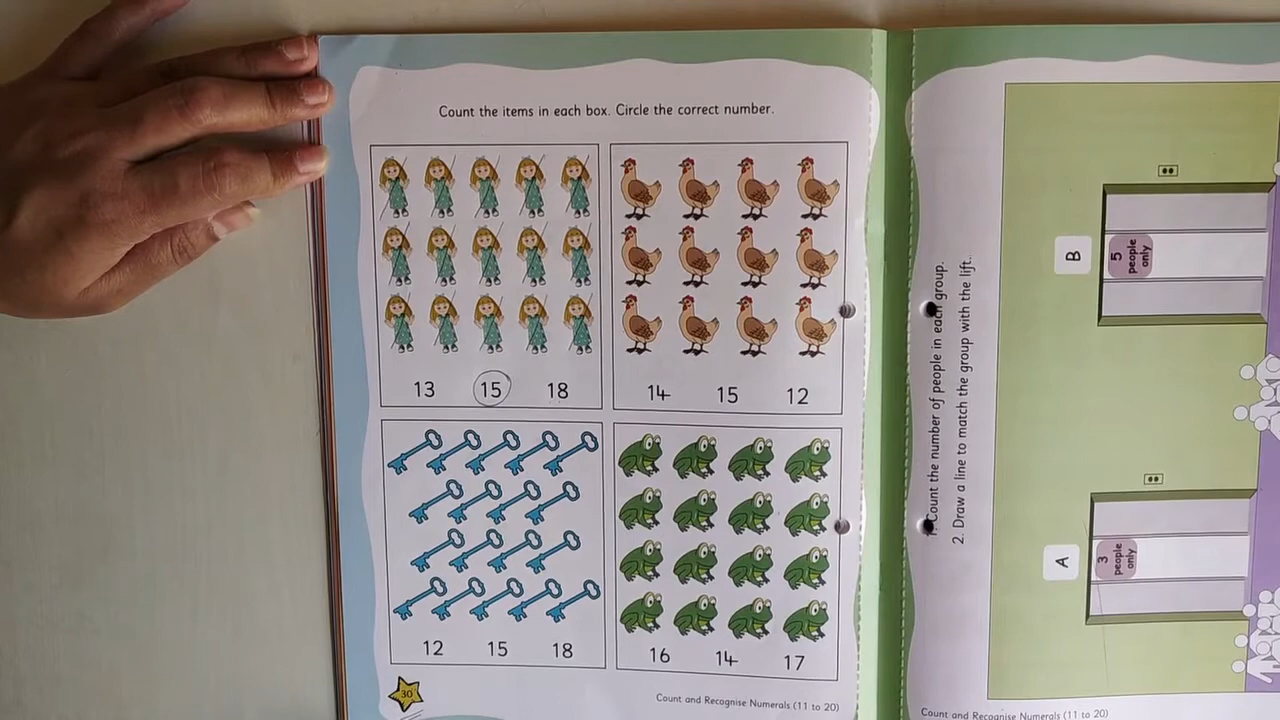 Count the items in each box. Circle the correct number.
13 15 18
14 15 12
12 15 18
16 14 17
30
Count and Recognise Numerals (11 to 20)
1. Count the number of people in each group.
2. Draw a line to match the group with the lift.
B
5
people
only
A
3
people
only
Count and Recognise Numerals (11 to 20)